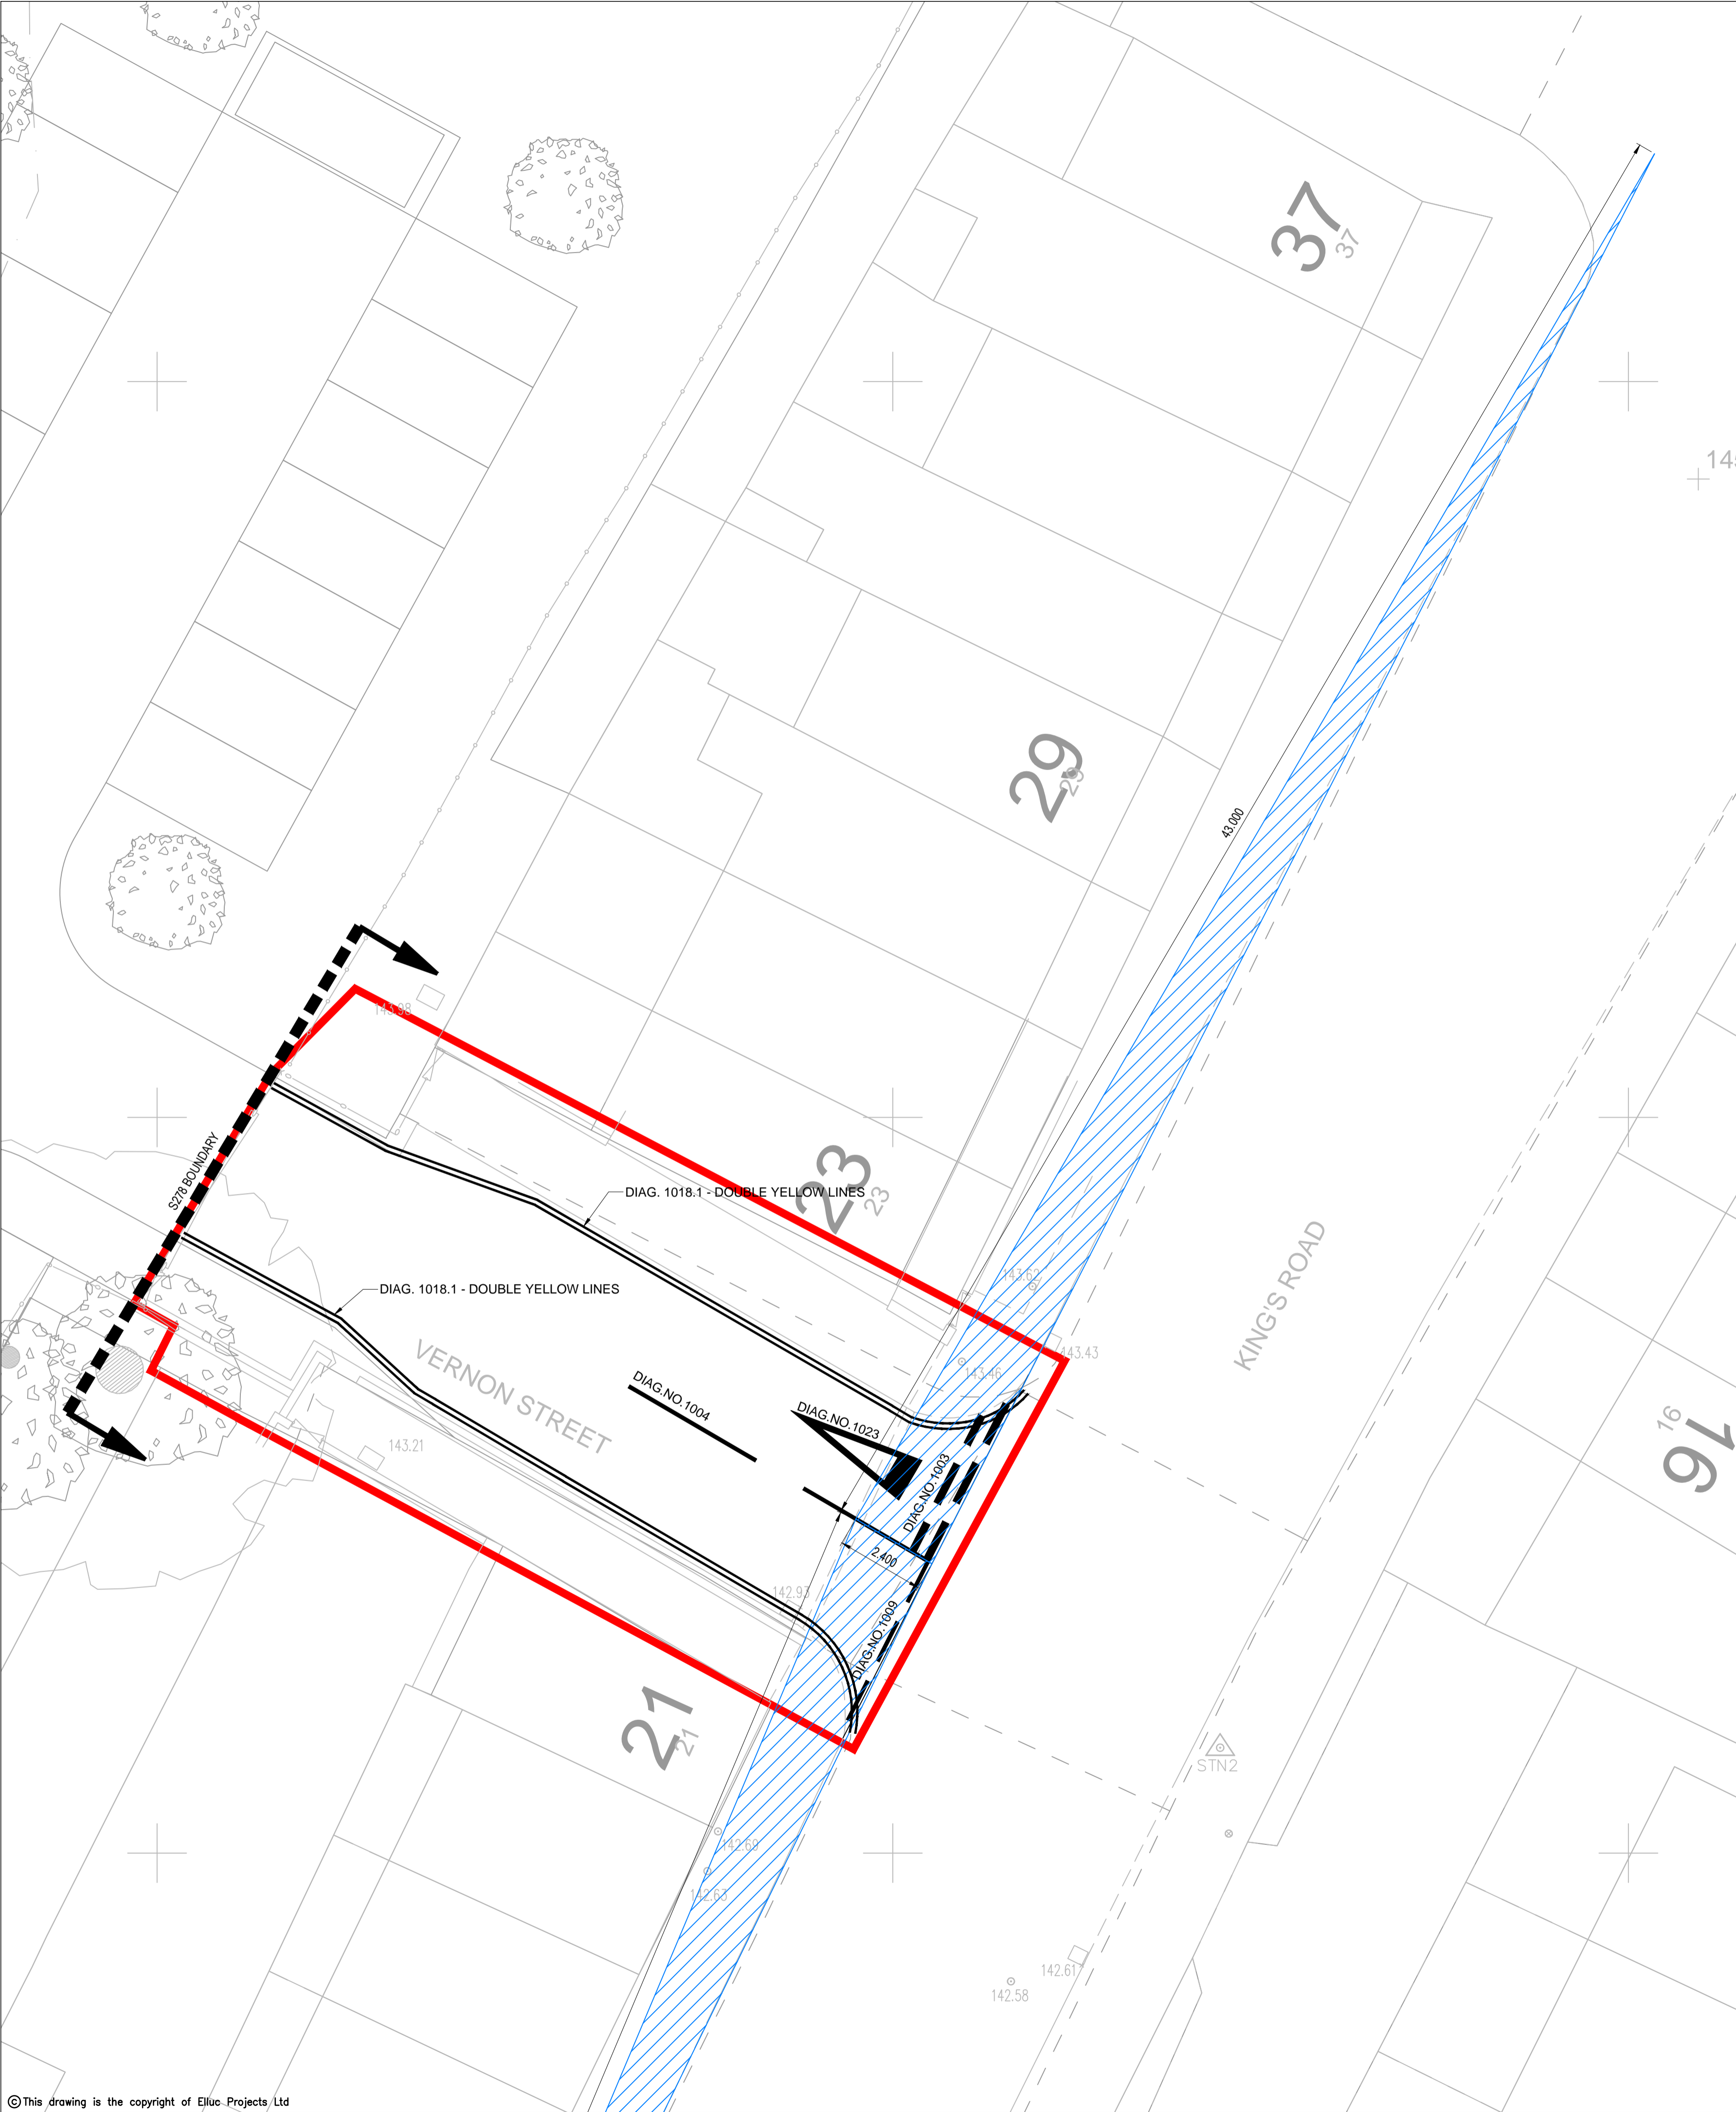 37
37
148
29
29
43.000
143.98
S278 BOUNDARY
DIAG. 1018.1 - DOUBLE YELLOW LINES
23
23
DIAG. 1018.1 - DOUBLE YELLOW LINES
143.62
143.43
143.46
KING'S ROAD
VERNON STREET
DIAG.NO.1004
DIAG.NO.1023
DIAG.NO.1003
16
16
143.21
2.400
142.93
DIAG.NO.1009
21
21
STN2
142.69
142.63
142.61
142.58
©This drawing is the copyright of Elluc Projects Ltd